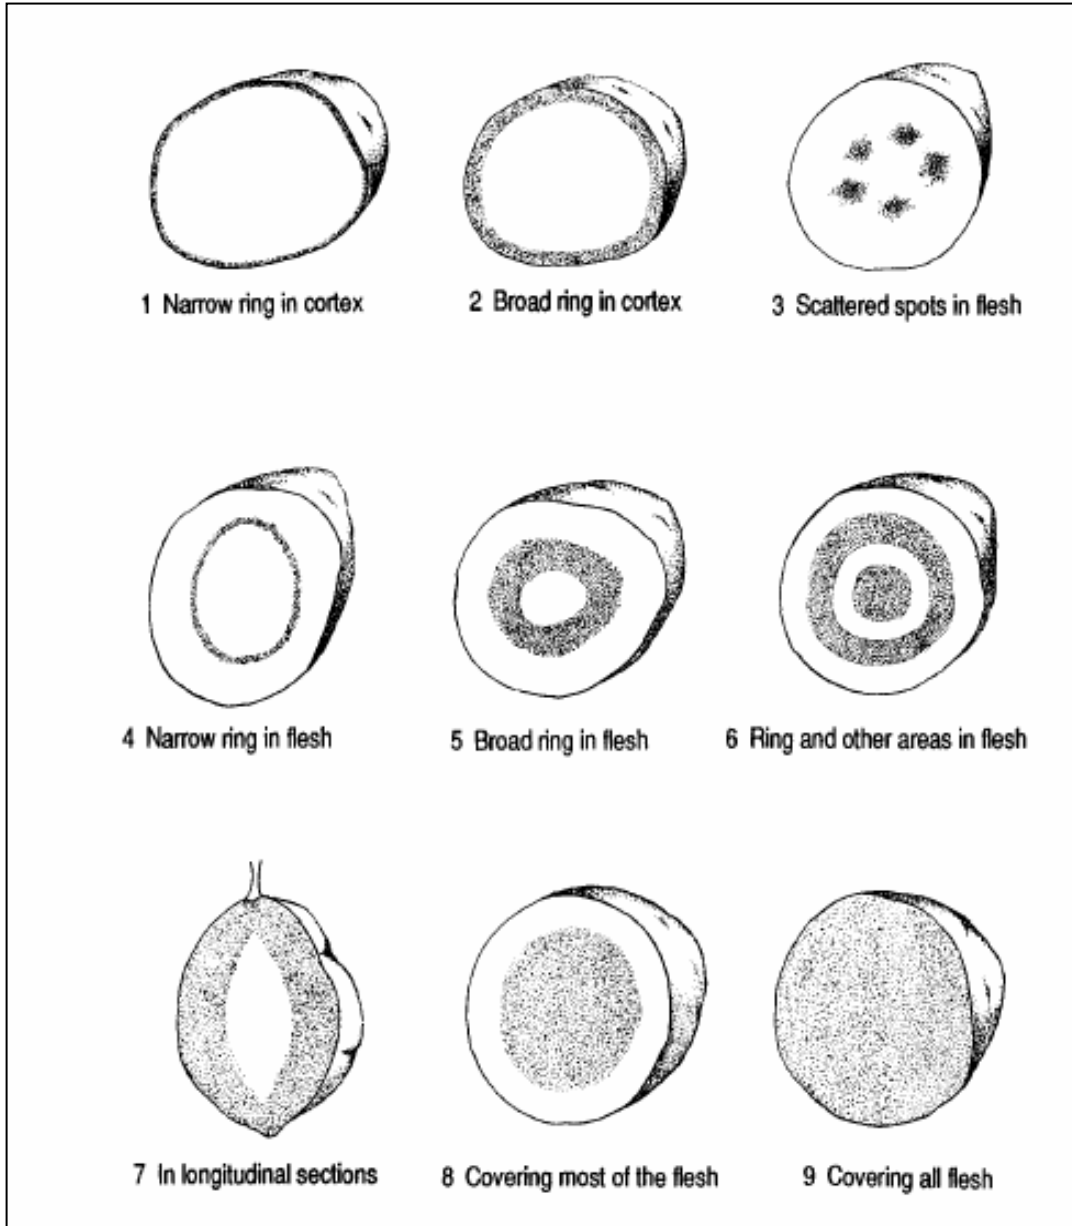 1 Narrow ring in cortex
2 Broad ring in cortex
3 Scattered spots in flesh
4 Narrow ring in flesh
5 Broad ring in flesh
6 Ring and other areas in flesh
7 In longitudinal sections
8 Covering most of the flesh
9 Covering all flesh